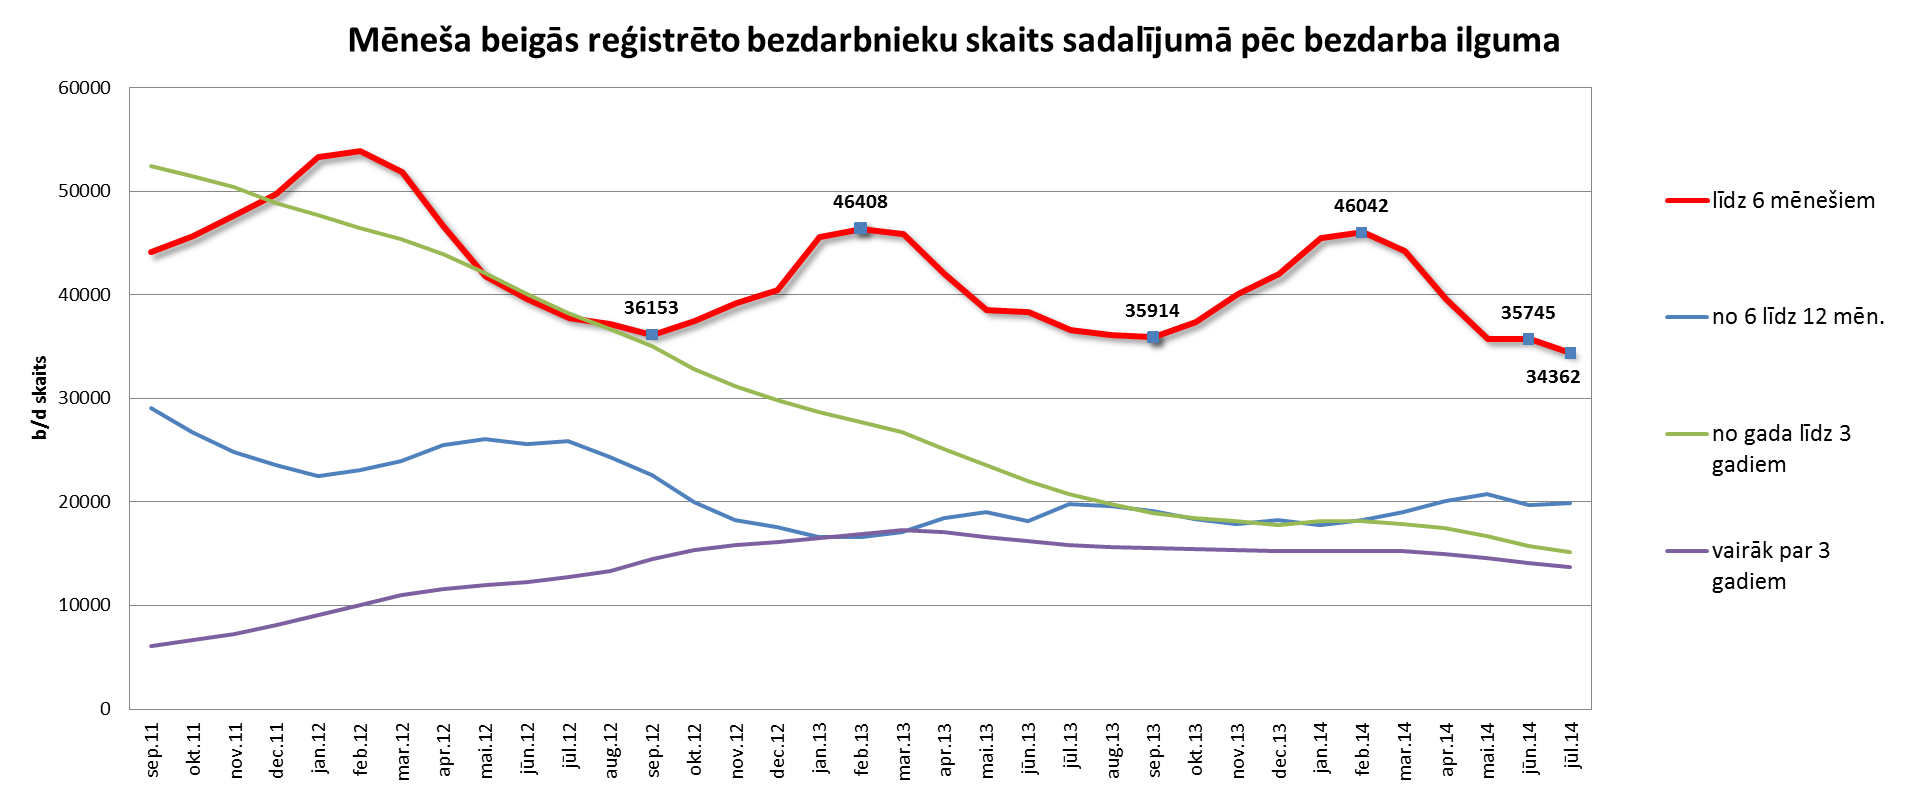 Mēneša beigās reģistrēto bezdarbnieku skaits sadalījumā pēc bezdarba ilguma
b/d skaits
60000
50000
40000
30000
20000
10000
0
36153
46408
35914
46042
35745
34362
sep.11
okt.11
nov.11
dec.11
jan.12
feb.12
mar.12
apr.12
mai.12
jūn.12
jūl.12
aug.12
sep.12
okt.12
nov.12
dec.12
jan.13
feb.13
mar.13
apr.13
mai.13
jūn.13
jūl.13
aug.13
sep.13
okt.13
nov.13
dec.13
jan.14
feb.14
mar.14
apr.14
mai.14
jūn.14
jūl.14
līdz 6 mēnešiem
no 6 līdz 12 mēn.
no gada līdz 3
gadiem
vairāk par 3
gadiem